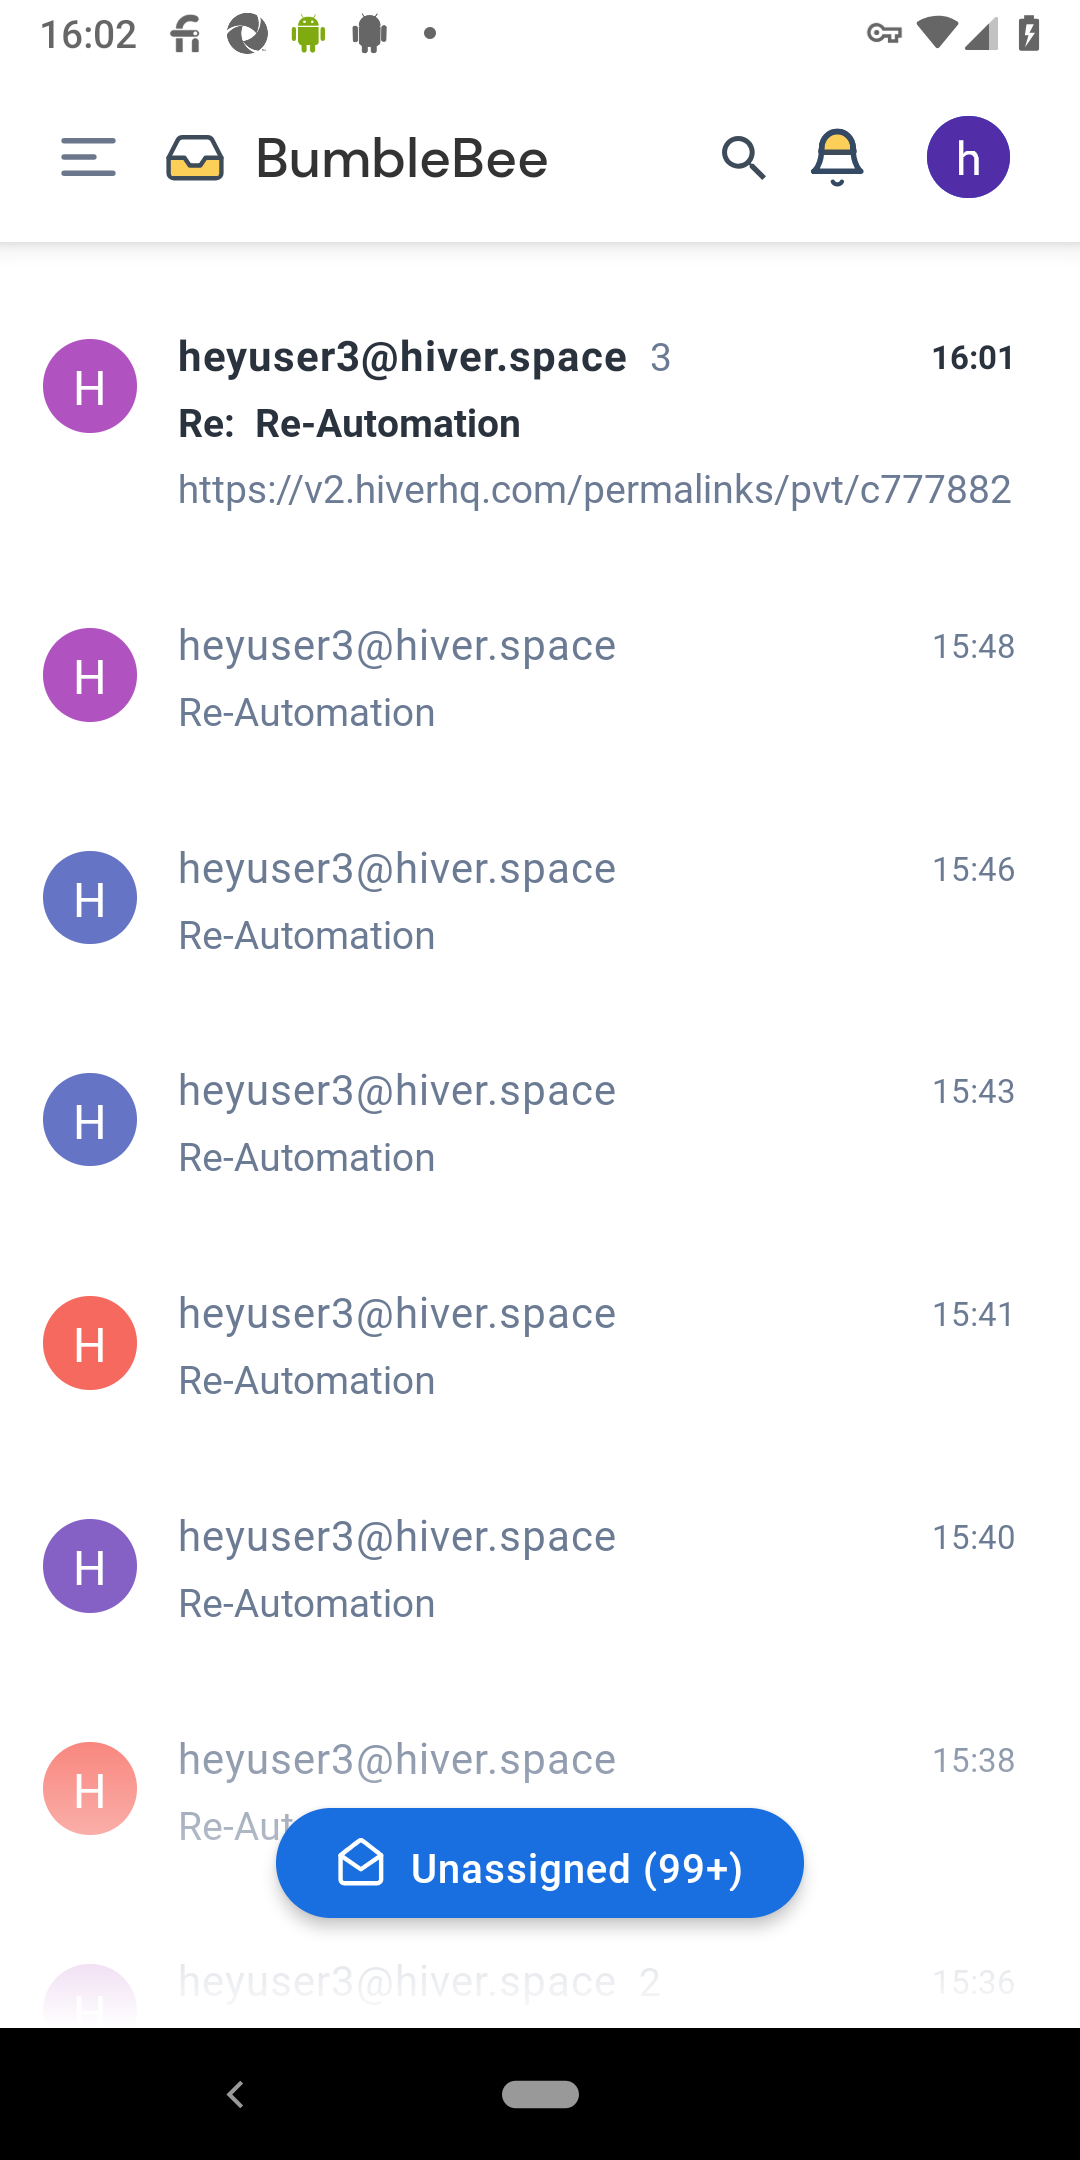 16:02
BumbleBee
h
H
heyuser3@hiver.space 3 16:01
Re: Re-Automation
https://v2.hiverhq.com/permalinks/pvt/c777882
H
heyuser3@hiver.space 15:48
Re-Automation
H
heyuser3@hiver.space 15:46
Re-Automation
H
heyuser3@hiver.space 15:43
Re-Automation
H
heyuser3@hiver.space 15:41
Re-Automation
H
heyuser3@hiver.space 15:40
Re-Automation
H
heyuser3@hiver.space 15:38
Re-Aut
Unassigned (99+)
H
heyuser3@hiver.space 2 15:36